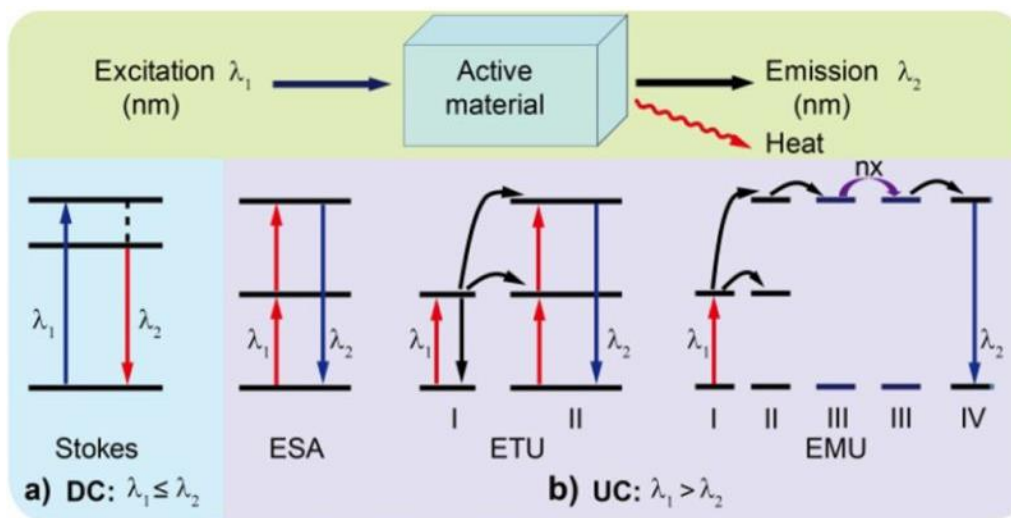 Excitation λ₁
(nm)
Active
material
Emission λ₂
(nm)
Heat
nx
λ₁
λ₂
λ₁
λ₂
λ₁
λ₂
λ₁
λ₂
I
II
I
II
III
III
IV
Stokes
ESA
ETU
EMU
a) DC: λ₁ ≤ λ₂
b) UC: λ₁ > λ₂